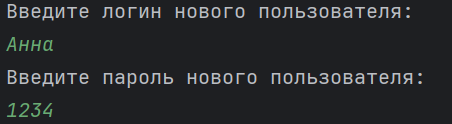 Введите логин нового пользователя:
Анна
Введите пароль нового пользователя:
1234